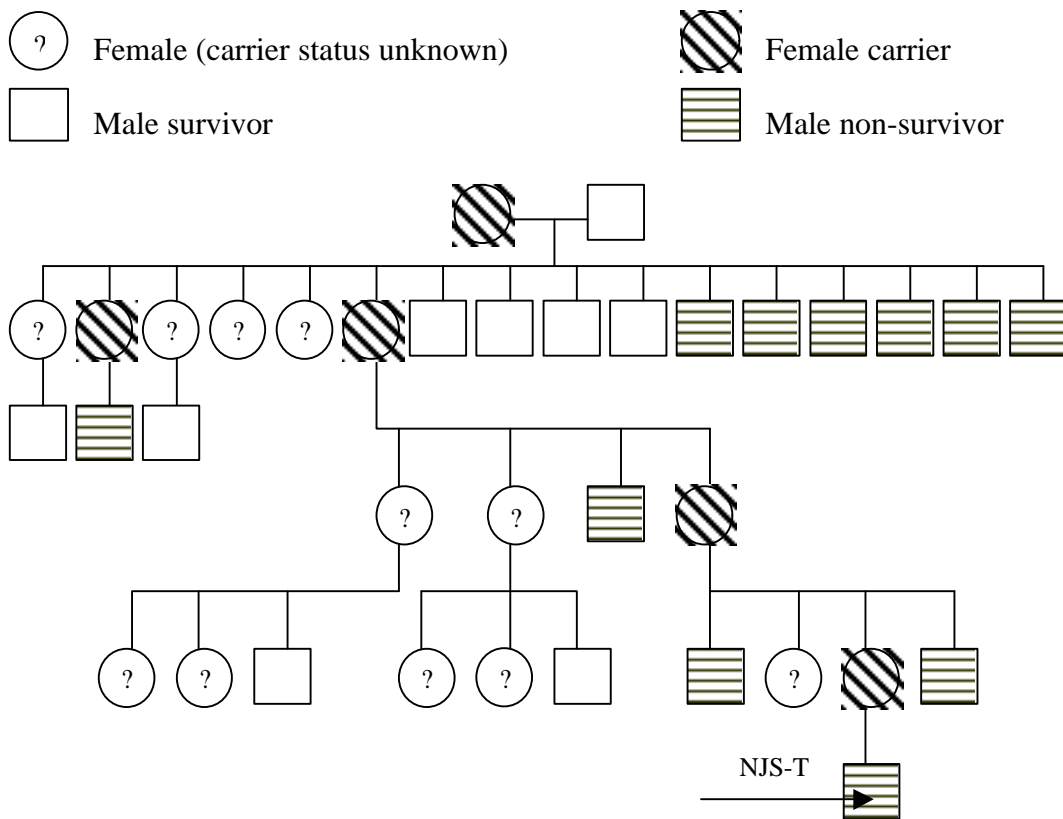 ? Female (carrier status unknown) Female carrier
Male survivor Male non-survivor
? ? ? ? ?
? ?
? ? ? ? ?
NJS-T